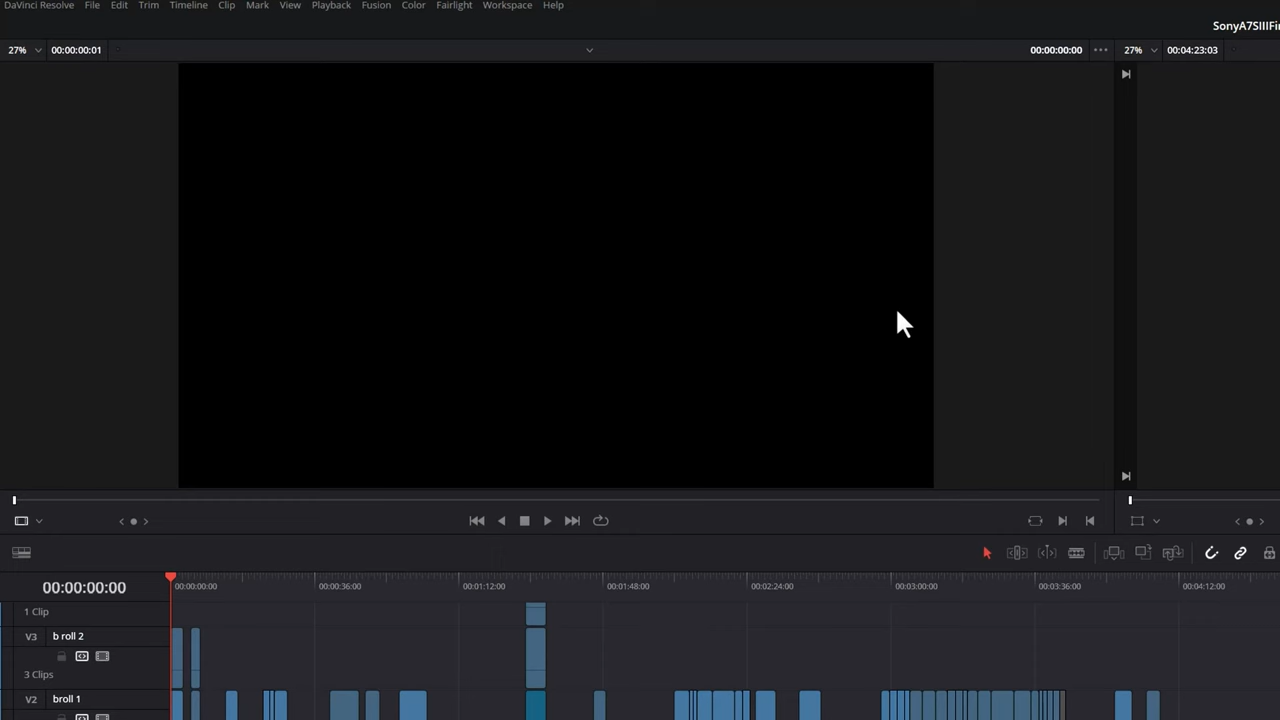 DaVinci Resolve File Edit Trim Timeline Clip Mark View Playback Fusion Color Fairlight Workspace Help
27% 00:00:00:01 00:00:00:00 27% 00:04:23:03
00:00:00:00 00:00:00:00 00:00:36:00 00:01:12:00 00:01:48:00 00:02:24:00 00:03:00:00 00:03:36:00 00:04:12:00
1 Clip
V3 b roll 2
3 Clips
V2 broll 1